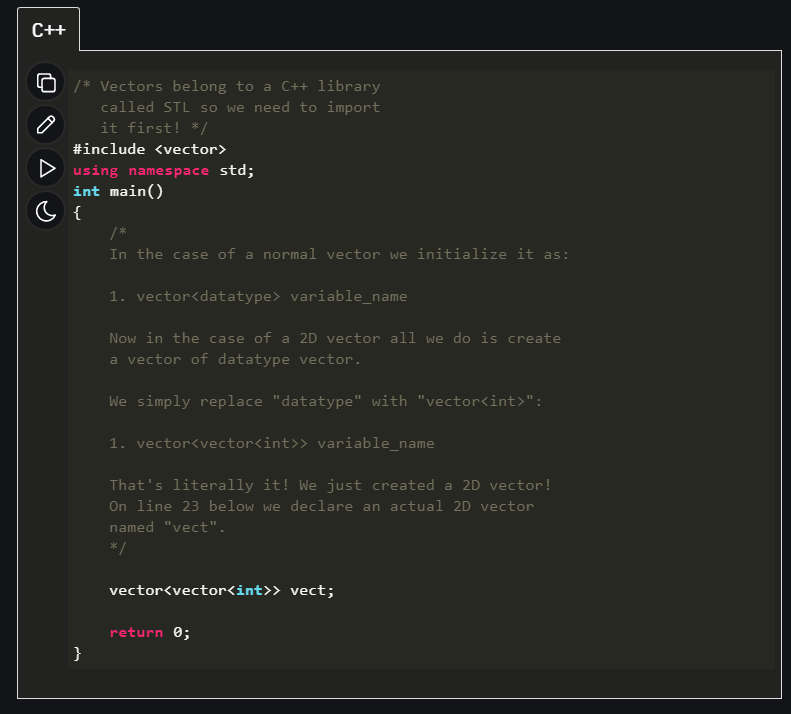 C++
/* Vectors belong to a C++ library
called STL so we need to import
it first! */
#include <vector>
using namespace std;
int main()
{
/*
In the case of a normal vector we initialize it as:
1. vector<datatype> variable_name
Now in the case of a 2D vector all we do is create
a vector of datatype vector.
We simply replace "datatype" with "vector<int>":
1. vector<vector<int>> variable_name
That's literally it! We just created a 2D vector!
On line 23 below we declare an actual 2D vector
named "vect".
*/
vector<vector<int>> vect;
return 0;
}